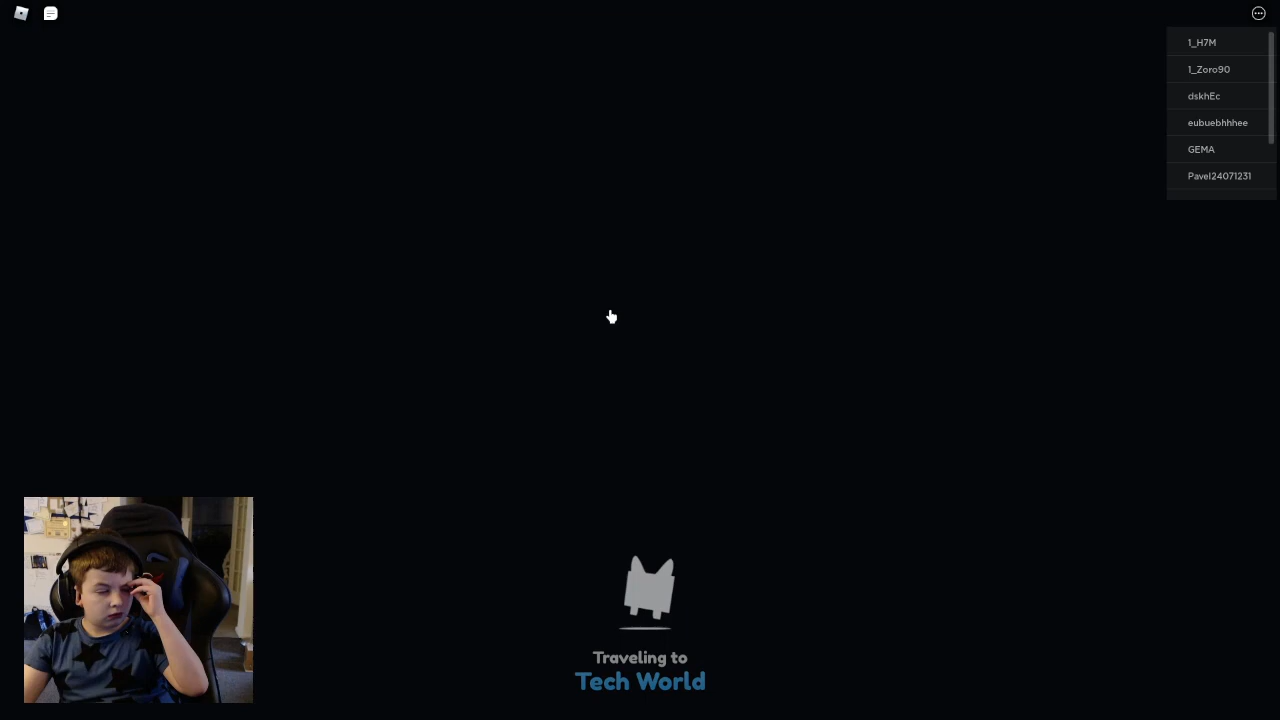 1_H7M
1_Zoro90
dskhEc
eubuebhhhee
GEMA
Pavel24071231
Traveling to
Tech World